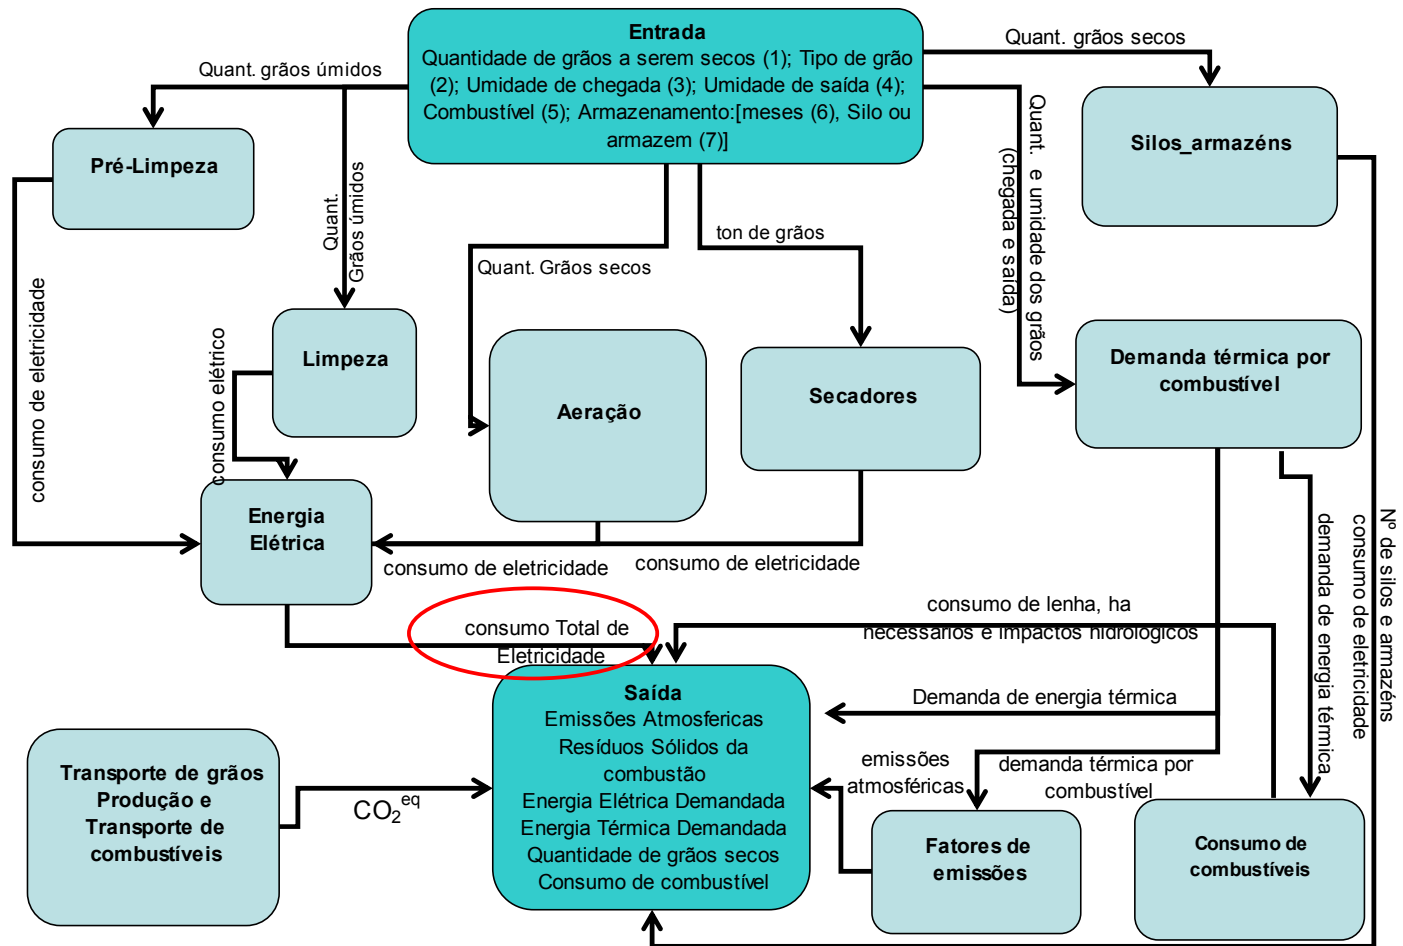 Entrada
Quantidade de grãos a serem secos (1); Tipo de grão
(2); Umidade de chegada (3); Umidade de saída (4);
Combustível (5); Armazenamento:[meses (6), Silo ou
armazem (7)]
Quant. grãos úmidos
Quant. grãos secos
Pré-Limpeza
Quant.
Grãos úmidos
Quant. Grãos secos
ton de grãos
Quant. e umidade dos grãos
(chegada e saída)
Silos_armazéns
consumo de eletricidade
Limpeza
consumo elétrico
Aeração
Secadores
Demanda térmica por
combustível
Energia
Elétrica
consumo de eletricidade
consumo de eletricidade
Nº de silos e armazéns
consumo de eletricidade
demanda de energia térmica
consumo Total de
Eletricidade
consumo de lenha, ha
necessários e impactos hidrológicos
Saída
Emissões Atmosfericas
Resíduos Sólidos da
combustão
Energia Elétrica Demandada
Energia Térmica Demandada
Quantidade de grãos secos
Consumo de combustível
Demanda de energia térmica
emissões
atmosféricas
demanda térmica por
combustível
Transporte de grãos
Produção e
Transporte de
combustíveis
CO₂^eq
Fatores de
emissões
Consumo de
combustíveis